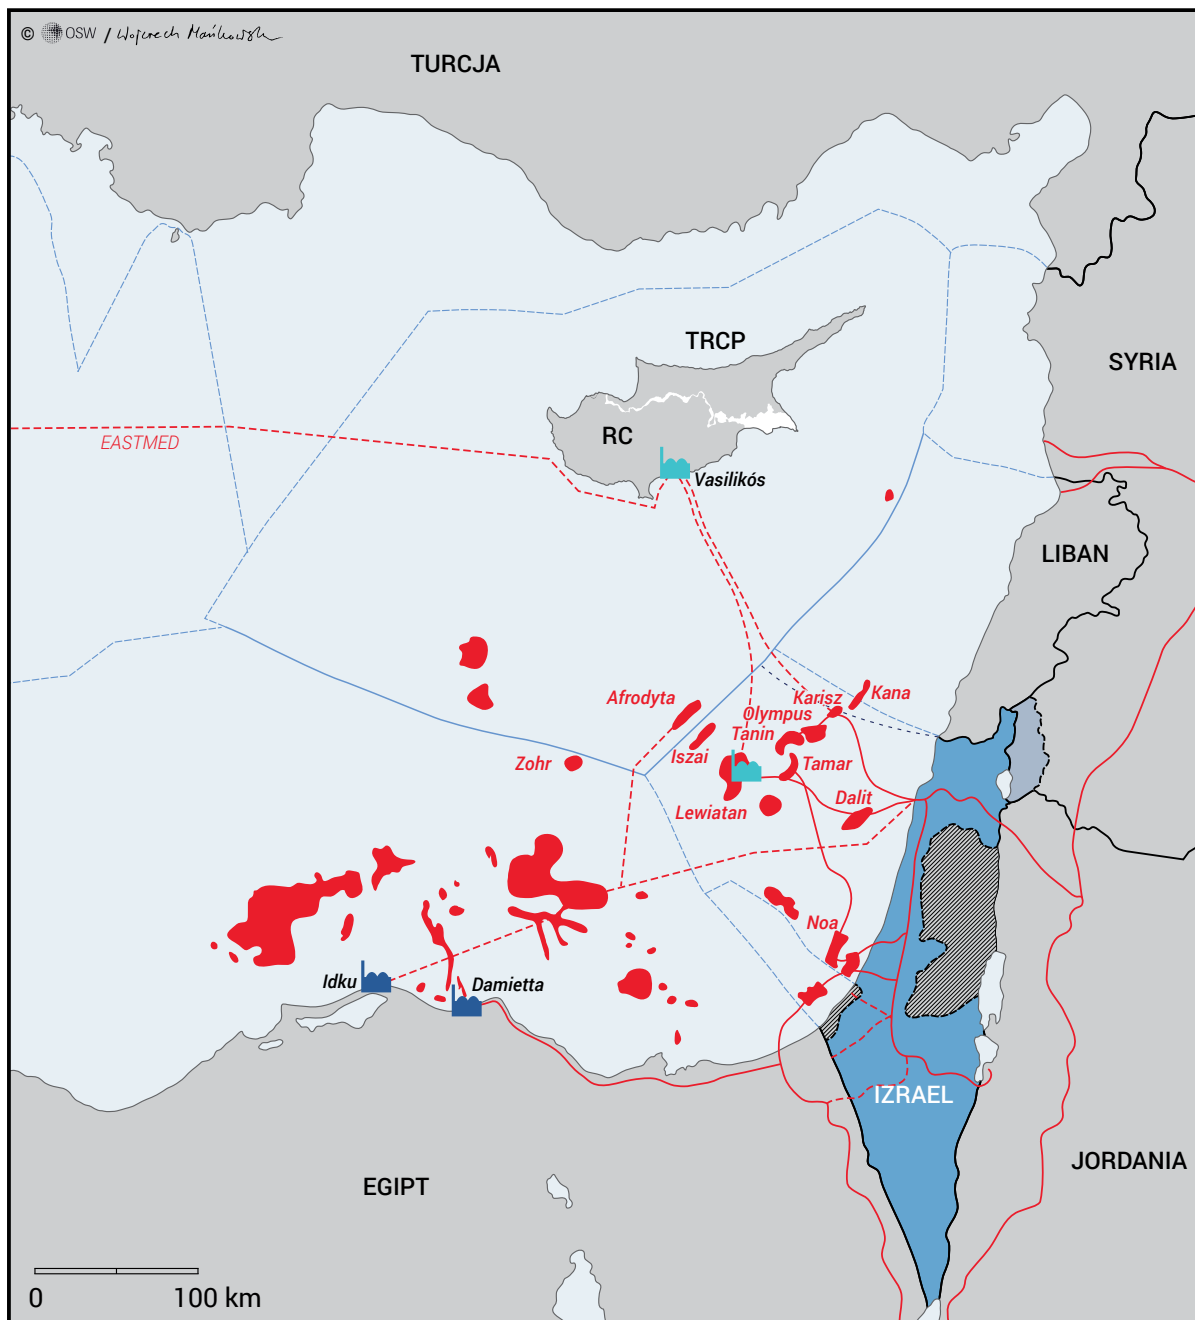 © OSW / Wojciech Mańkowski
TURCJA
TRCP
SYRIA
RC
EASTMED
Vasilikós
LIBAN
Afrodyta
Karisz
Kana
Olympus
Tanin
Iszai
Zohr
Tamar
Lewiatan
Dalit
Noa
Idku
Damietta
IZRAEL
JORDANIA
EGIPT
0 100 km